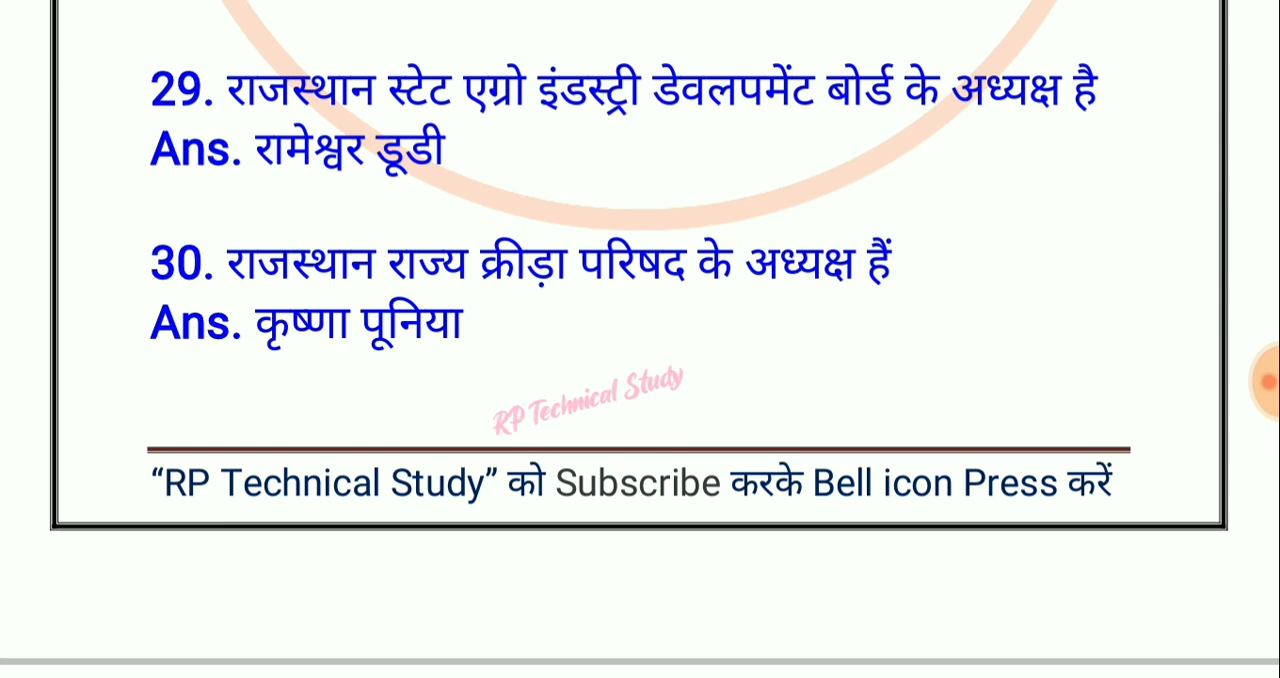 29. राजस्थान स्टेट एग्रो इंडस्ट्री डेवलपमेंट बोर्ड के अध्यक्ष है
Ans. रामेश्वर डूडी
30. राजस्थान राज्य क्रीड़ा परिषद के अध्यक्ष हैं
Ans. कृष्णा पूनिया
RP Technical Study
“RP Technical Study” को Subscribe करके Bell icon Press करें